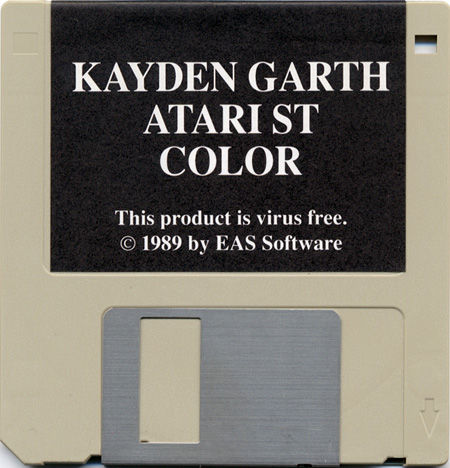 KAYDEN GARTH
ATARI ST
COLOR
This product is virus free.
© 1989 by EAS Software